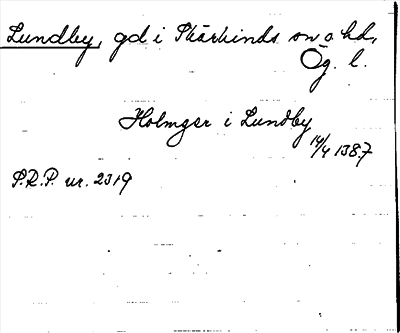 Lundby, gd i Skärkinds sn o hd,
Ög. l.
Holmger i Lundby
14/4 1387
S.R.P. nr. 2319